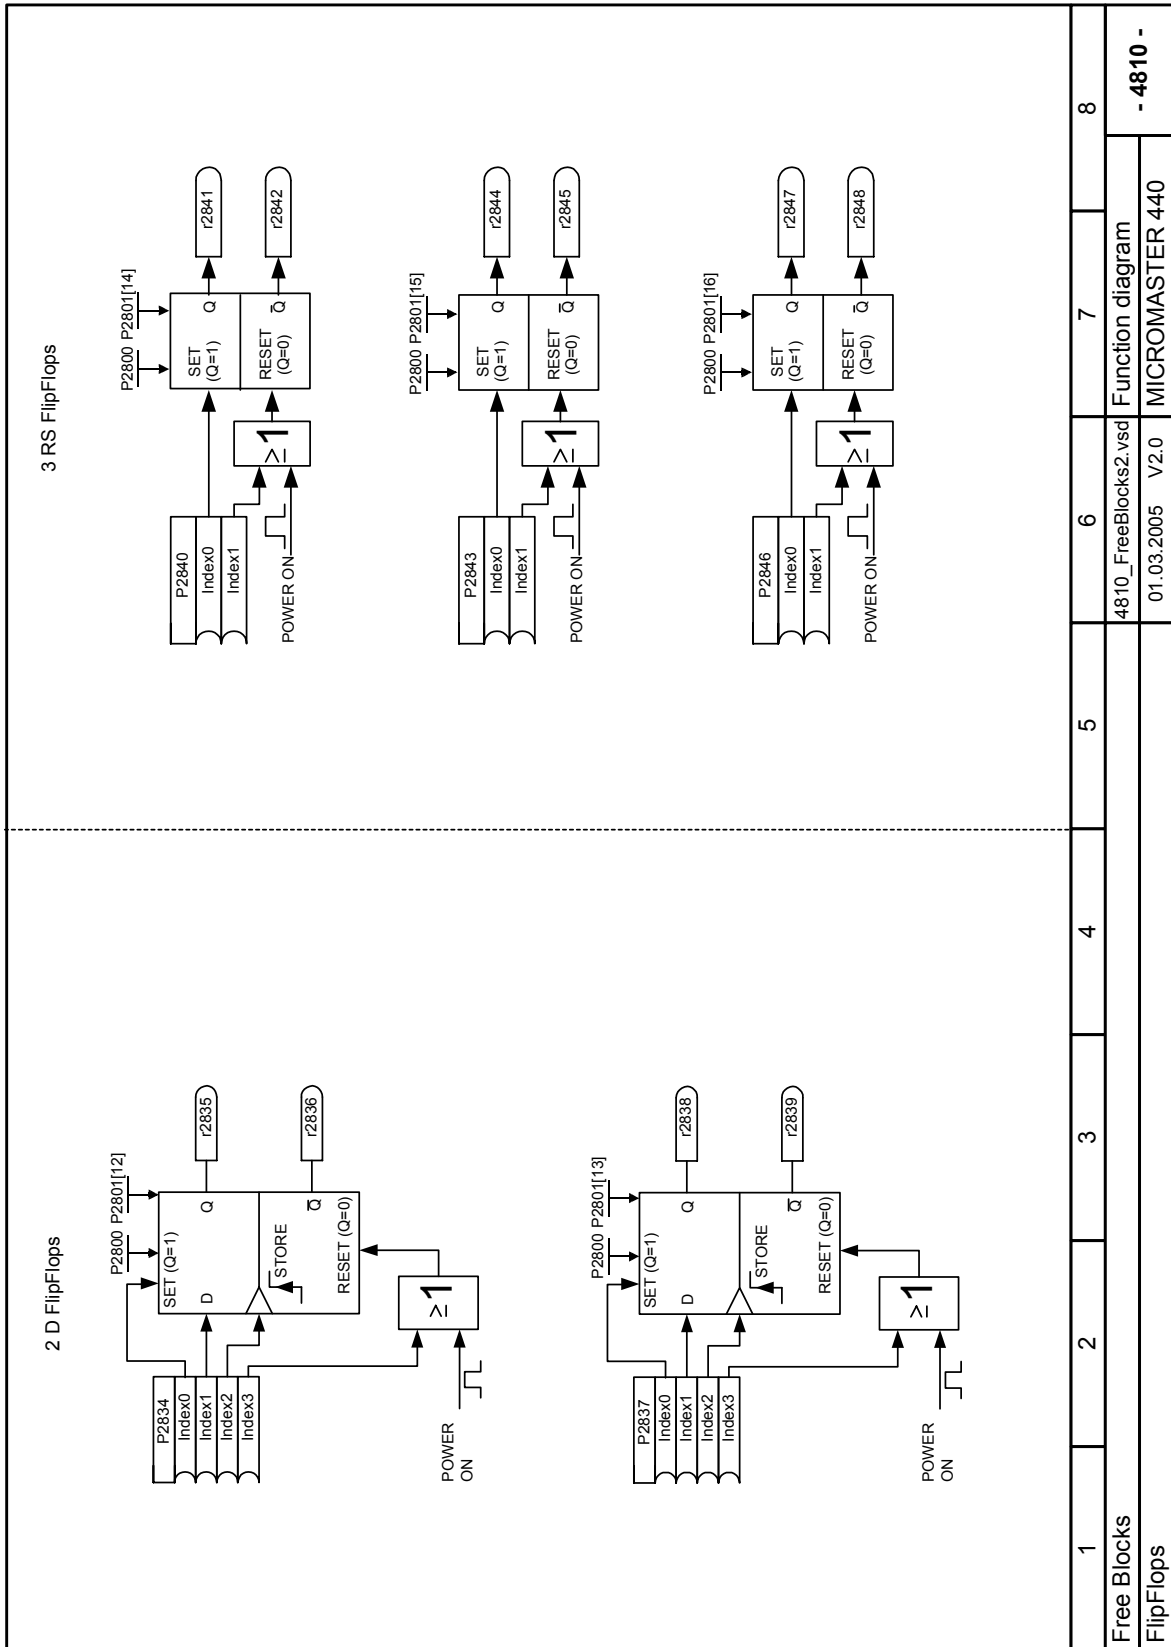 2 D FlipFlops
P2800 P2801[12]
P2834
Index0
Index1
Index2
Index3
SET (Q=1)
D
Q
STORE
Q̅
RESET (Q=0)
r2835
r2836
≥1
POWER
ON
P2800 P2801[13]
P2837
Index0
Index1
Index2
Index3
SET (Q=1)
D
Q
STORE
Q̅
RESET (Q=0)
r2838
r2839
≥1
POWER
ON
3 RS FlipFlops
P2800 P2801[14]
P2840
Index0
Index1
SET
(Q=1)
Q
RESET
(Q=0)
Q̅
r2841
r2842
≥1
POWER ON
P2800 P2801[15]
P2843
Index0
Index1
SET
(Q=1)
Q
RESET
(Q=0)
Q̅
r2844
r2845
≥1
POWER ON
P2800 P2801[16]
P2846
Index0
Index1
SET
(Q=1)
Q
RESET
(Q=0)
Q̅
r2847
r2848
≥1
POWER ON
1 2 3 4 5 6 7 8
Free Blocks 4810_FreeBlocks2.vsd Function diagram - 4810 -
FlipFlops 01.03.2005 V2.0 MICROMASTER 440